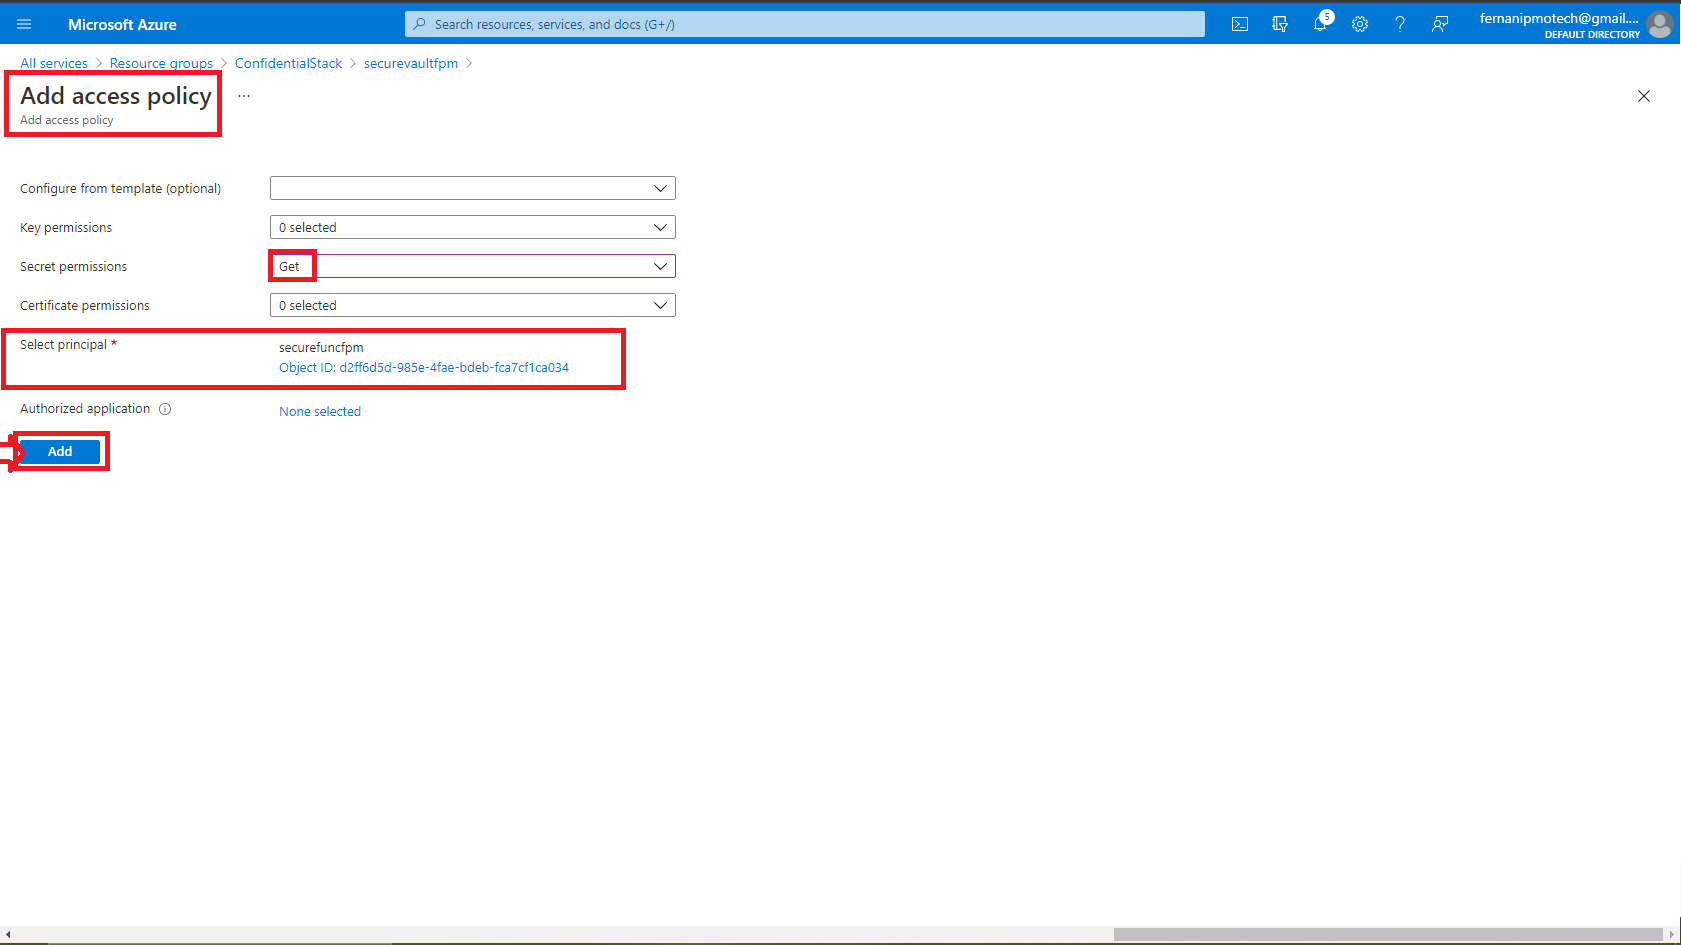 Microsoft Azure
Search resources, services, and docs (G+/)
5
fernanipmotech@gmail....
DEFAULT DIRECTORY
All services > Resource groups > ConfidentialStack > securevaultfpm >
Add access policy ...
Add access policy
Configure from template (optional)
Key permissions 0 selected
Secret permissions Get
Certificate permissions 0 selected
Select principal * securefuncfpm
Object ID: d2ff6d5d-985e-4fae-bdeb-fca7cf1ca034
Authorized application None selected
Add